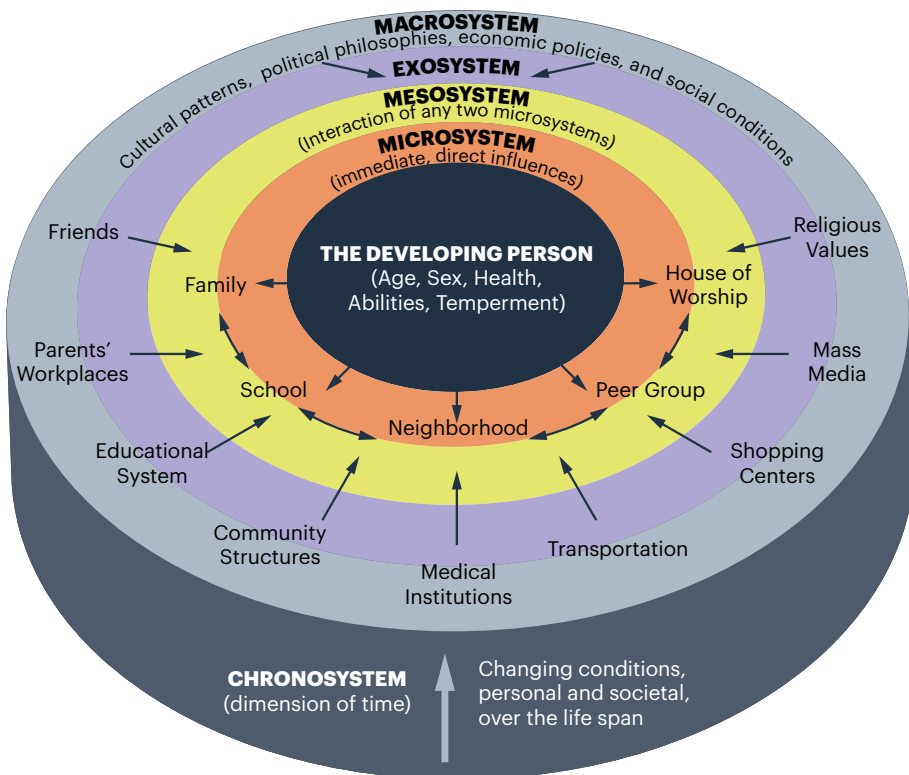 MACROSYSTEM
Cultural patterns, political philosophies, economic policies, and social conditions
EXOSYSTEM
MESOSYSTEM
(Interaction of any two microsystems)
MICROSYSTEM
(immediate, direct influences)
THE DEVELOPING PERSON
(Age, Sex, Health,
Abilities, Temperment)
Friends
Family
Parents’
Workplaces
School
Educational
System
Neighborhood
Community
Structures
Medical
Institutions
Transportation
Peer Group
Shopping
Centers
Mass
Media
House of
Worship
Religious
Values
CHRONOSYSTEM
(dimension of time)
Changing conditions,
personal and societal,
over the life span